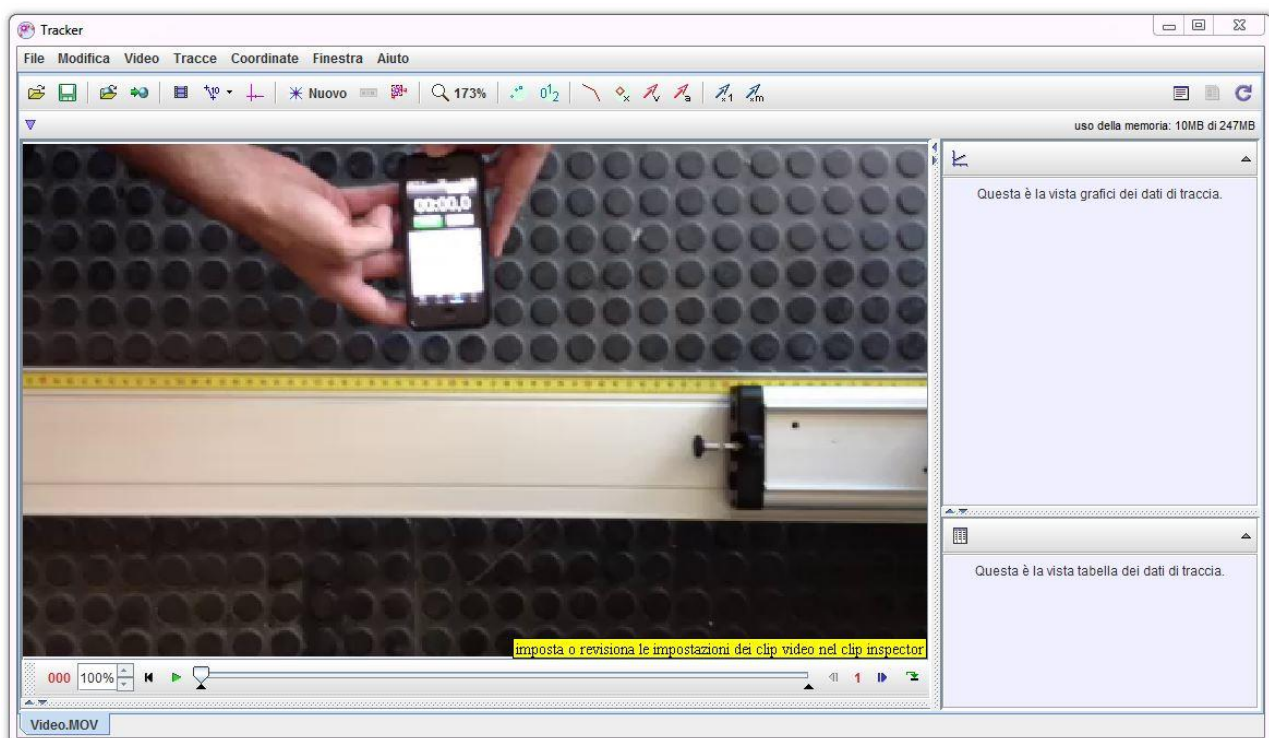 Tracker
File Modifica Video Tracce Coordinate Finestra Aiuto
Nuovo 173%
uso della memoria: 10MB di 247MB
00:00,0
Questa è la vista grafici dei dati di traccia.
Questa è la vista tabella dei dati di traccia.
imposta o revisiona le impostazioni dei clip video nel clip inspector
000 100% 1
Video.MOV